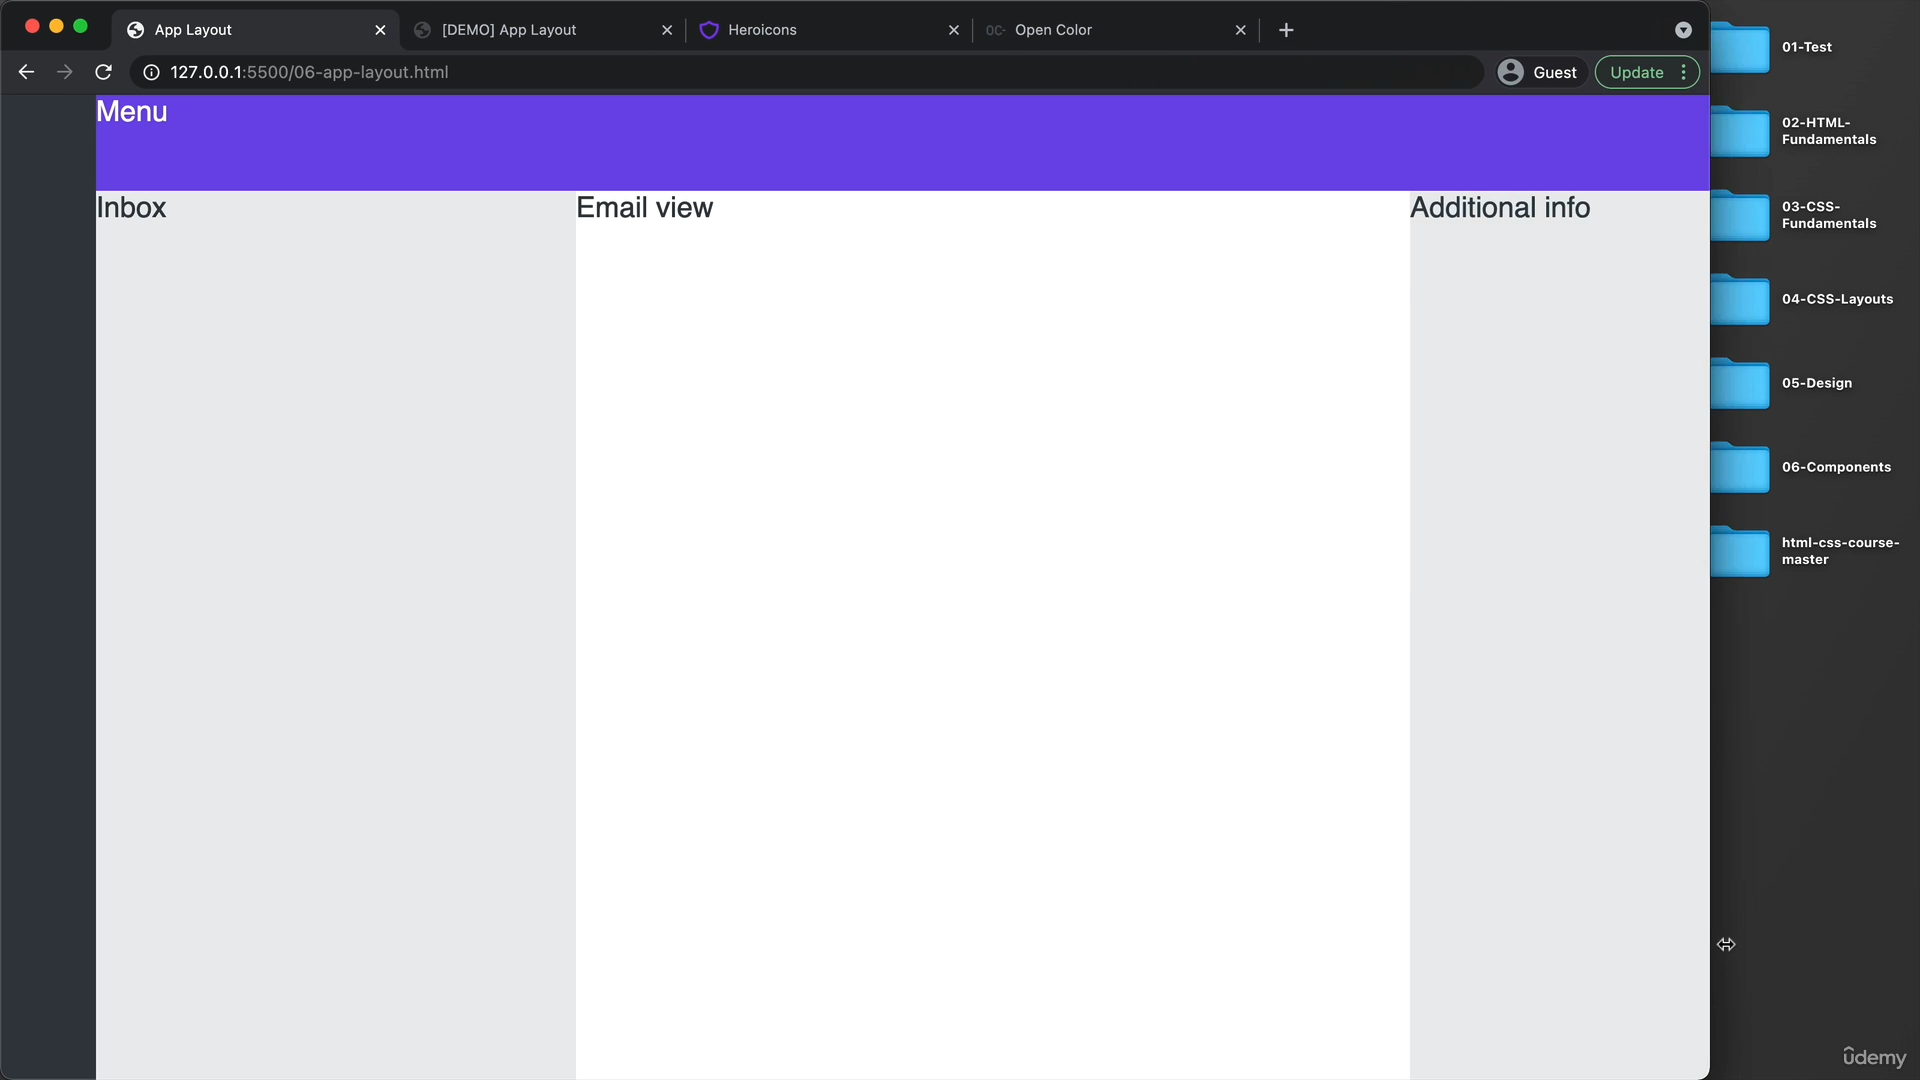 App Layout
[DEMO] App Layout
Heroicons
OC-
Open Color
127.0.0.1:5500/06-app-layout.html
Guest
Update
Menu
Inbox
Email view
Additional info
01-Test
02-HTML-
Fundamentals
03-CSS-
Fundamentals
04-CSS-Layouts
05-Design
06-Components
html-css-course-
master
ûdemy